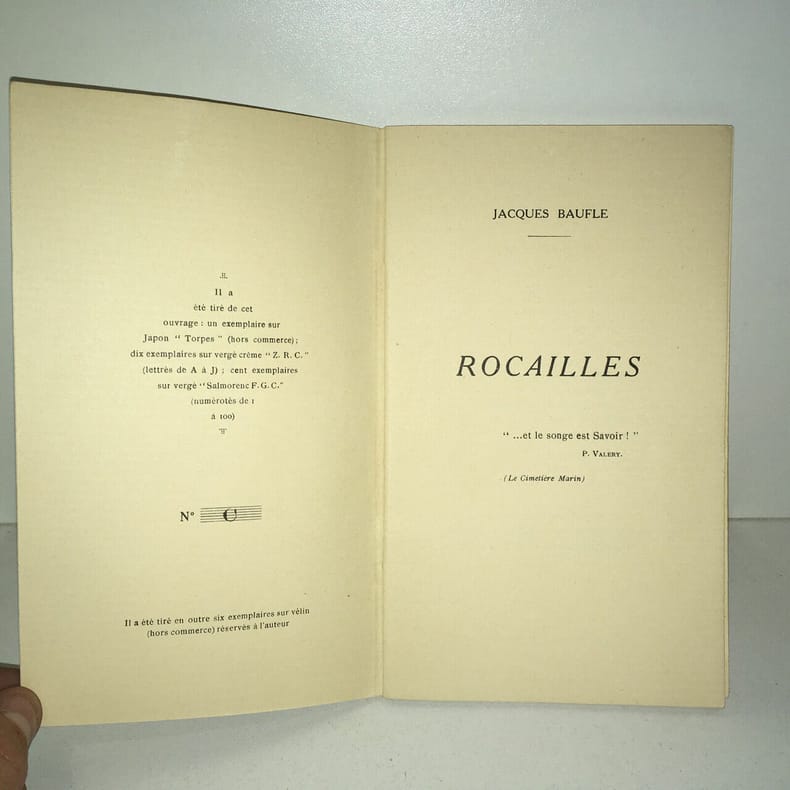 Il a
été tiré de cet
ouvrage : un exemplaire sur
Japon " Torpes " (hors commerce) ;
dix exemplaires sur vergé crème " Z. R. C. "
(lettrés de A à J) ; cent exemplaires
sur vergé "Salmorenc F. G. C."
(numérotés de 1
à 100)
N° C
Il a été tiré en outre six exemplaires sur vélin
(hors commerce) réservés à l'auteur
JACQUES BAUFLE
ROCAILLES
" ...et le songe est Savoir ! "
P. VALERY.
(Le Cimetière Marin)